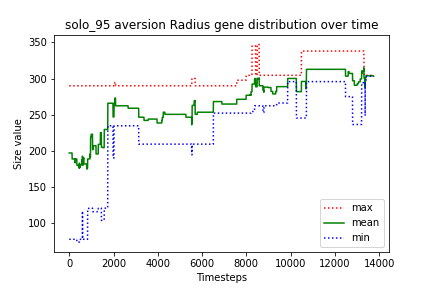 solo_95 aversion Radius gene distribution over time
350
300
250
200
150
100
Size value
0 2000 4000 6000 8000 10000 12000 14000
Timesteps
max
mean
min